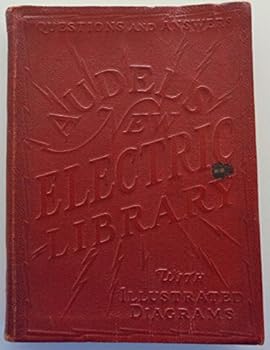 QUESTIONS AND ANSWERS
AUDELS
NEW
ELECTRIC
LIBRARY
WITH
ILLUSTRATED
DIAGRAMS